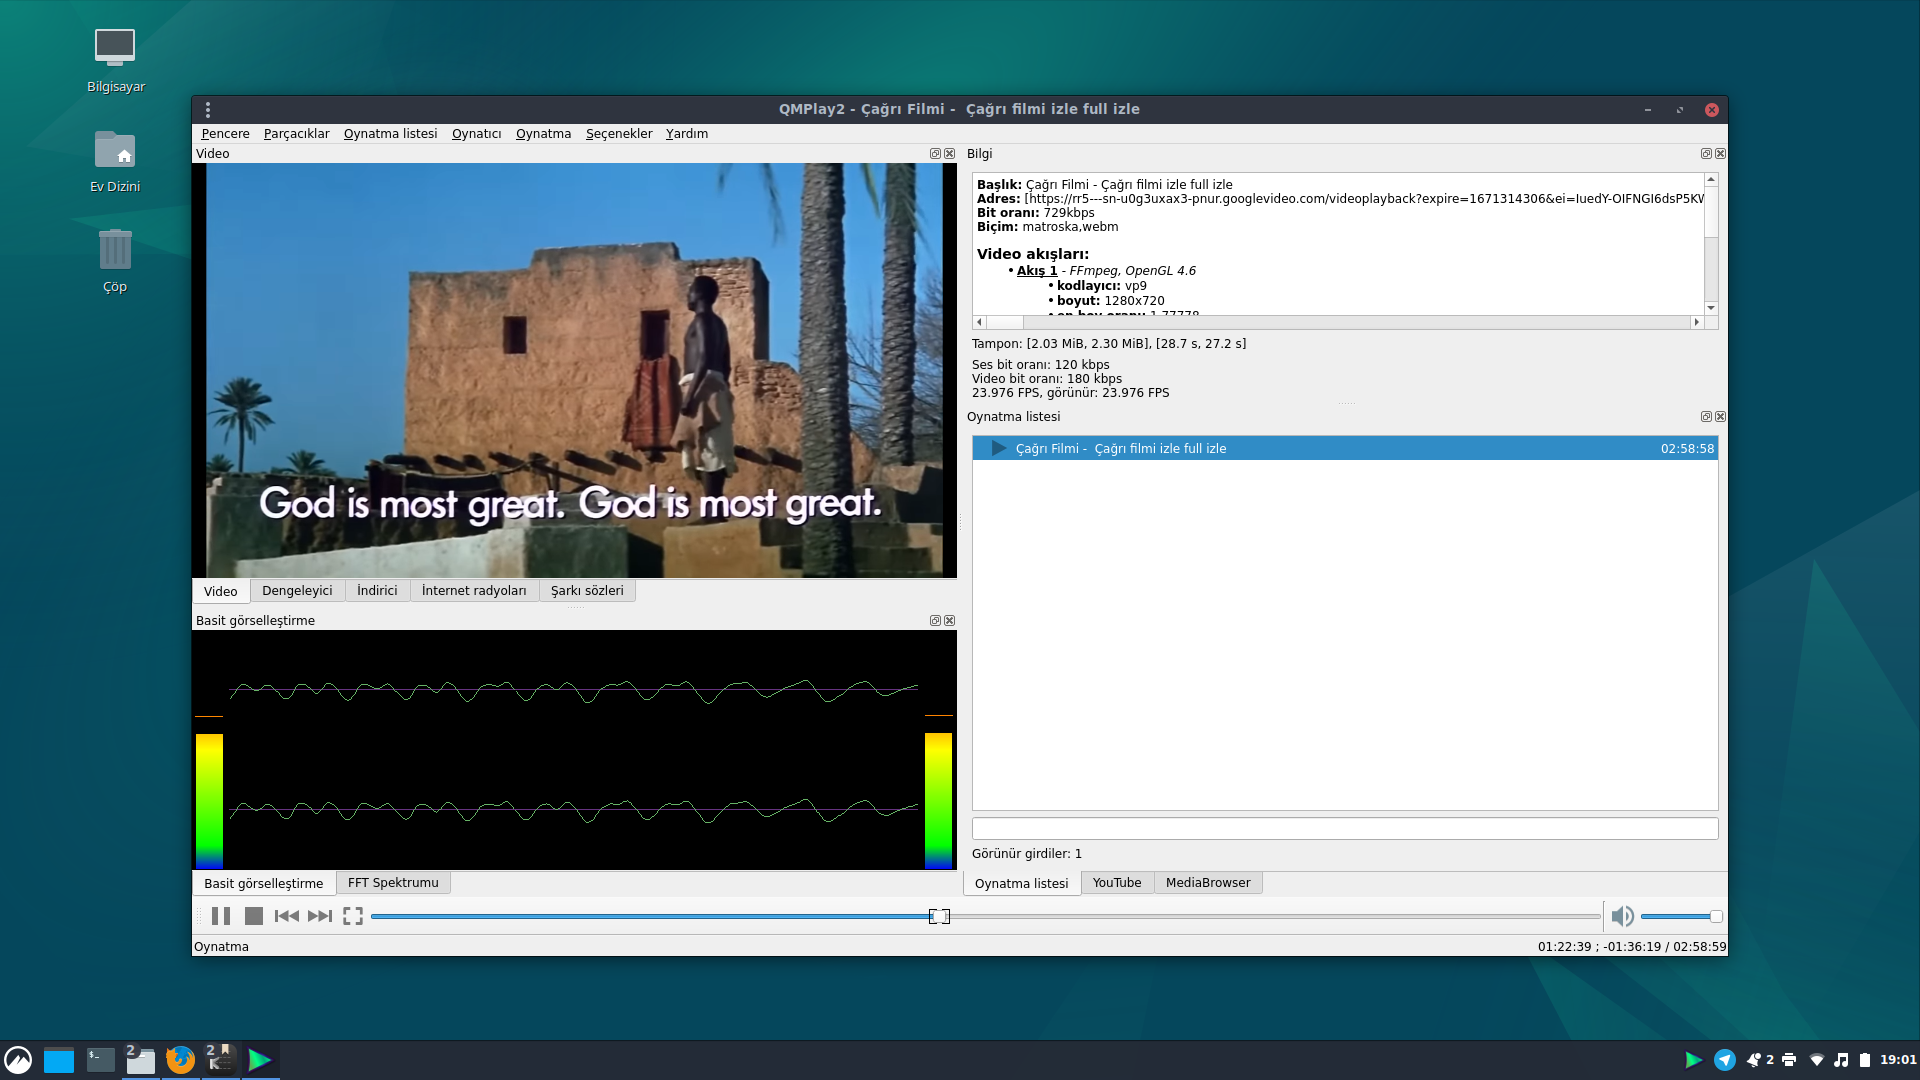 Bilgisayar
Ev Dizini
Çöp
QMPlay2 - Çağrı Filmi -  Çağrı filmi izle full izle
Pencere Parçacıklar Oynatma listesi Oynatıcı Oynatma Seçenekler Yardım
Video
God is most great. God is most great.
Video Dengeleyici İndirici İnternet radyoları Şarkı sözleri
Basit görselleştirme
Basit görselleştirme FFT Spektrumu
Bilgi
Başlık: Çağrı Filmi - Çağrı filmi izle full izle
Adres: [https://rr5---sn-u0g3uxax3-pnur.googlevideo.com/videoplayback?expire=1671314306&ei=IuedY-OIFNGI6dsP5KW
Bit oranı: 729kbps
Biçim: matroska,webm
Video akışları:
• Akış 1 - FFmpeg, OpenGL 4.6
• kodlayıcı: vp9
• boyut: 1280x720
• en boy oranı: 1.77778
Tampon: [2.03 MiB, 2.30 MiB], [28.7 s, 27.2 s]
Ses bit oranı: 120 kbps
Video bit oranı: 180 kbps
23.976 FPS, görünür: 23.976 FPS
Oynatma listesi
Çağrı Filmi -  Çağrı filmi izle full izle 02:58:58
Görünür girdiler: 1
Oynatma listesi YouTube MediaBrowser
Oynatma 01:22:39 ; -01:36:19 / 02:58:59
$- 2 2 K 2 19:01